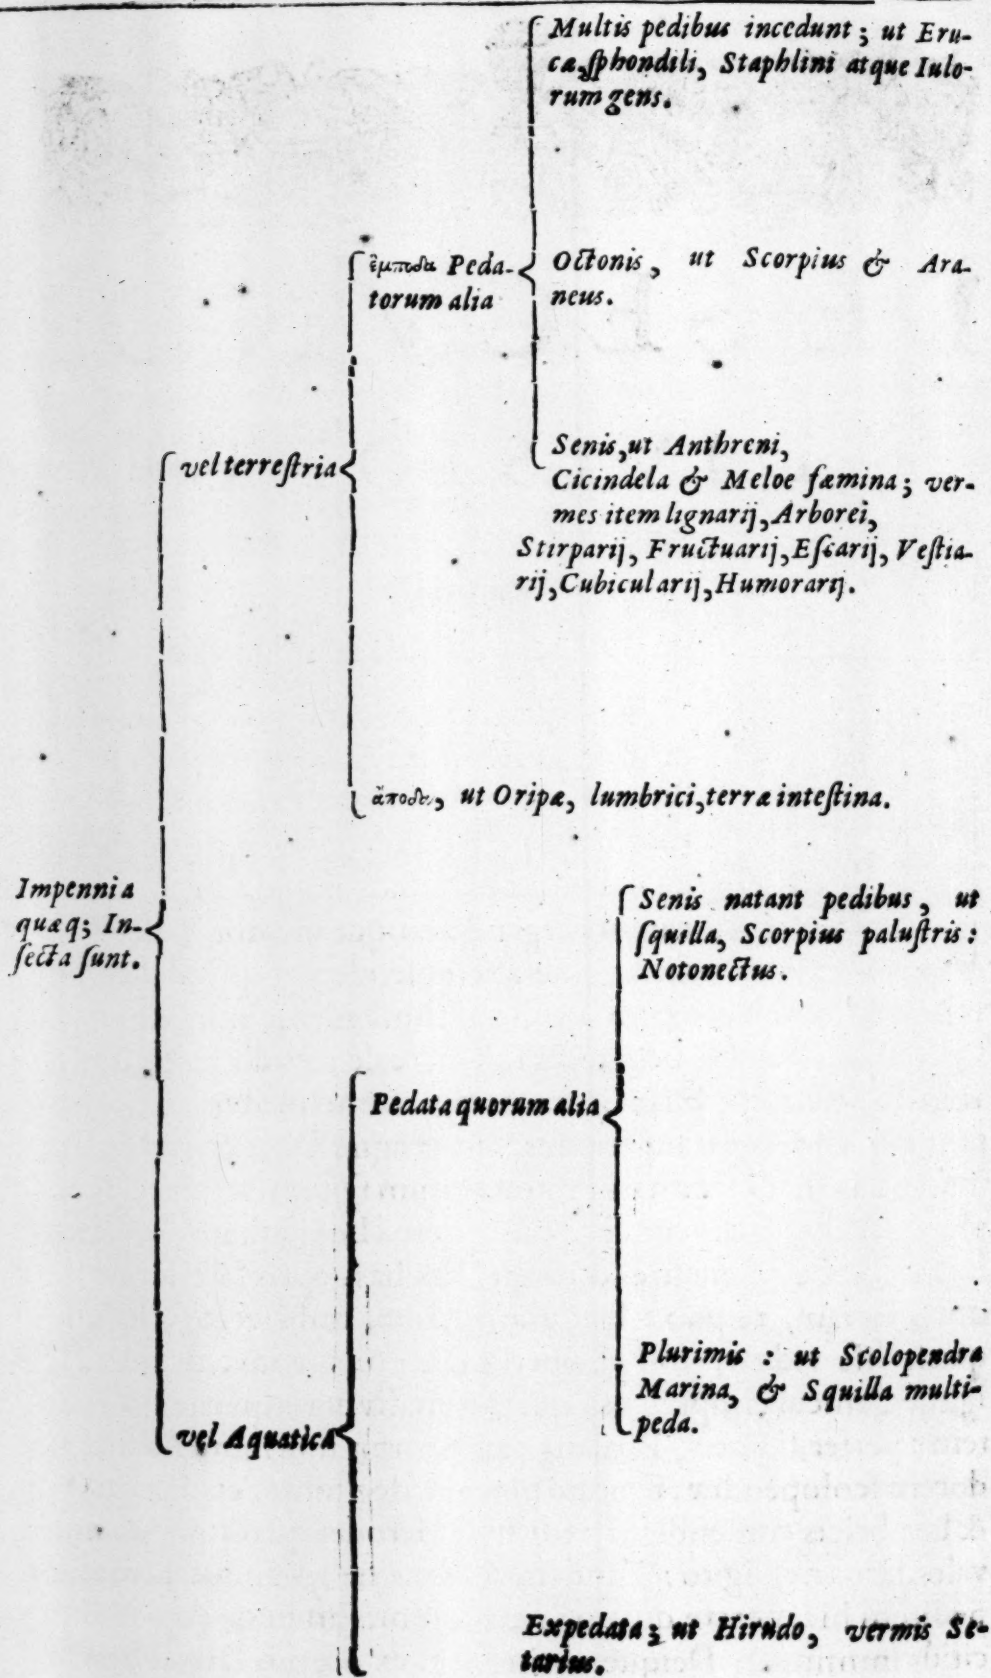 Multis pedibus incedunt; ut Eru-
cæ, ſphondili, Staphlini atque Iulo-
rum gens.
ἔμποδα Peda-
torum alia
Octonis, ut Scorpius & Ara-
neus.
Senis, ut Anthreni,
Cicindela & Meloe fæmina; ver-
mes item lignarij, Arborei,
Stirparij, Fructuarij, Eſcarij, Veſtia-
rij, Cubicularij, Humorarij.
vel terreſtria
ἄποδα, ut Oripæ, lumbrici, terræ inteſtina.
Impennia
quæq; In-
ſecta ſunt.
Senis natant pedibus, ut
ſquilla, Scorpius paluſtris:
Notonectus.
Pedata quorum alia
Plurimis: ut Scolopendra
Marina, & Squilla multi-
peda.
vel Aquatica
Expedata; ut Hirudo, vermis Se-
tarius.